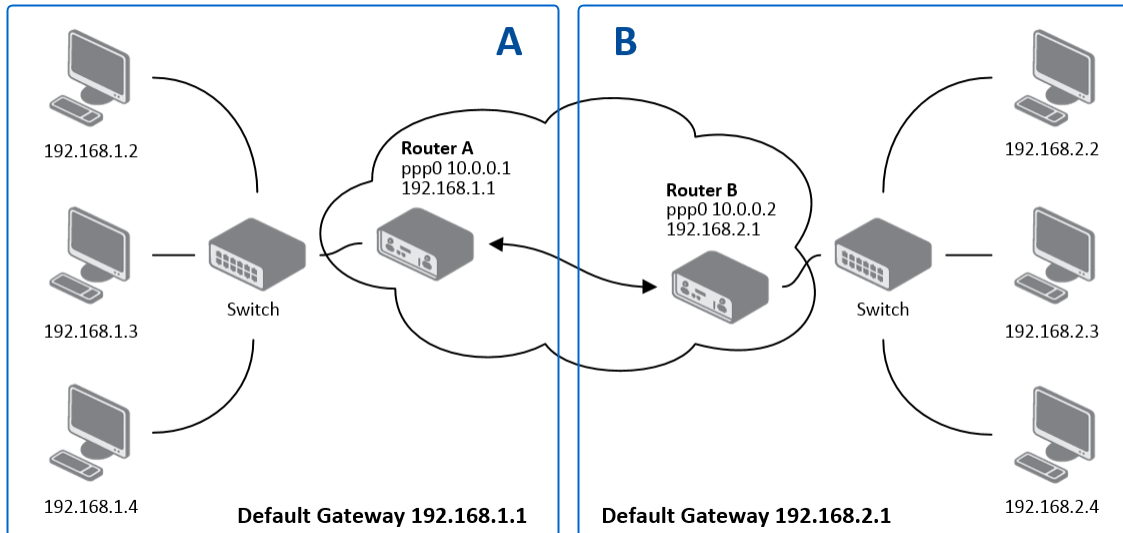 A
B
192.168.1.2
Router A
ppp0 10.0.0.1
192.168.1.1
192.168.2.2
Router B
ppp0 10.0.0.2
192.168.2.1
Switch
Switch
192.168.1.3
192.168.2.3
192.168.1.4
Default Gateway 192.168.1.1
Default Gateway 192.168.2.1
192.168.2.4